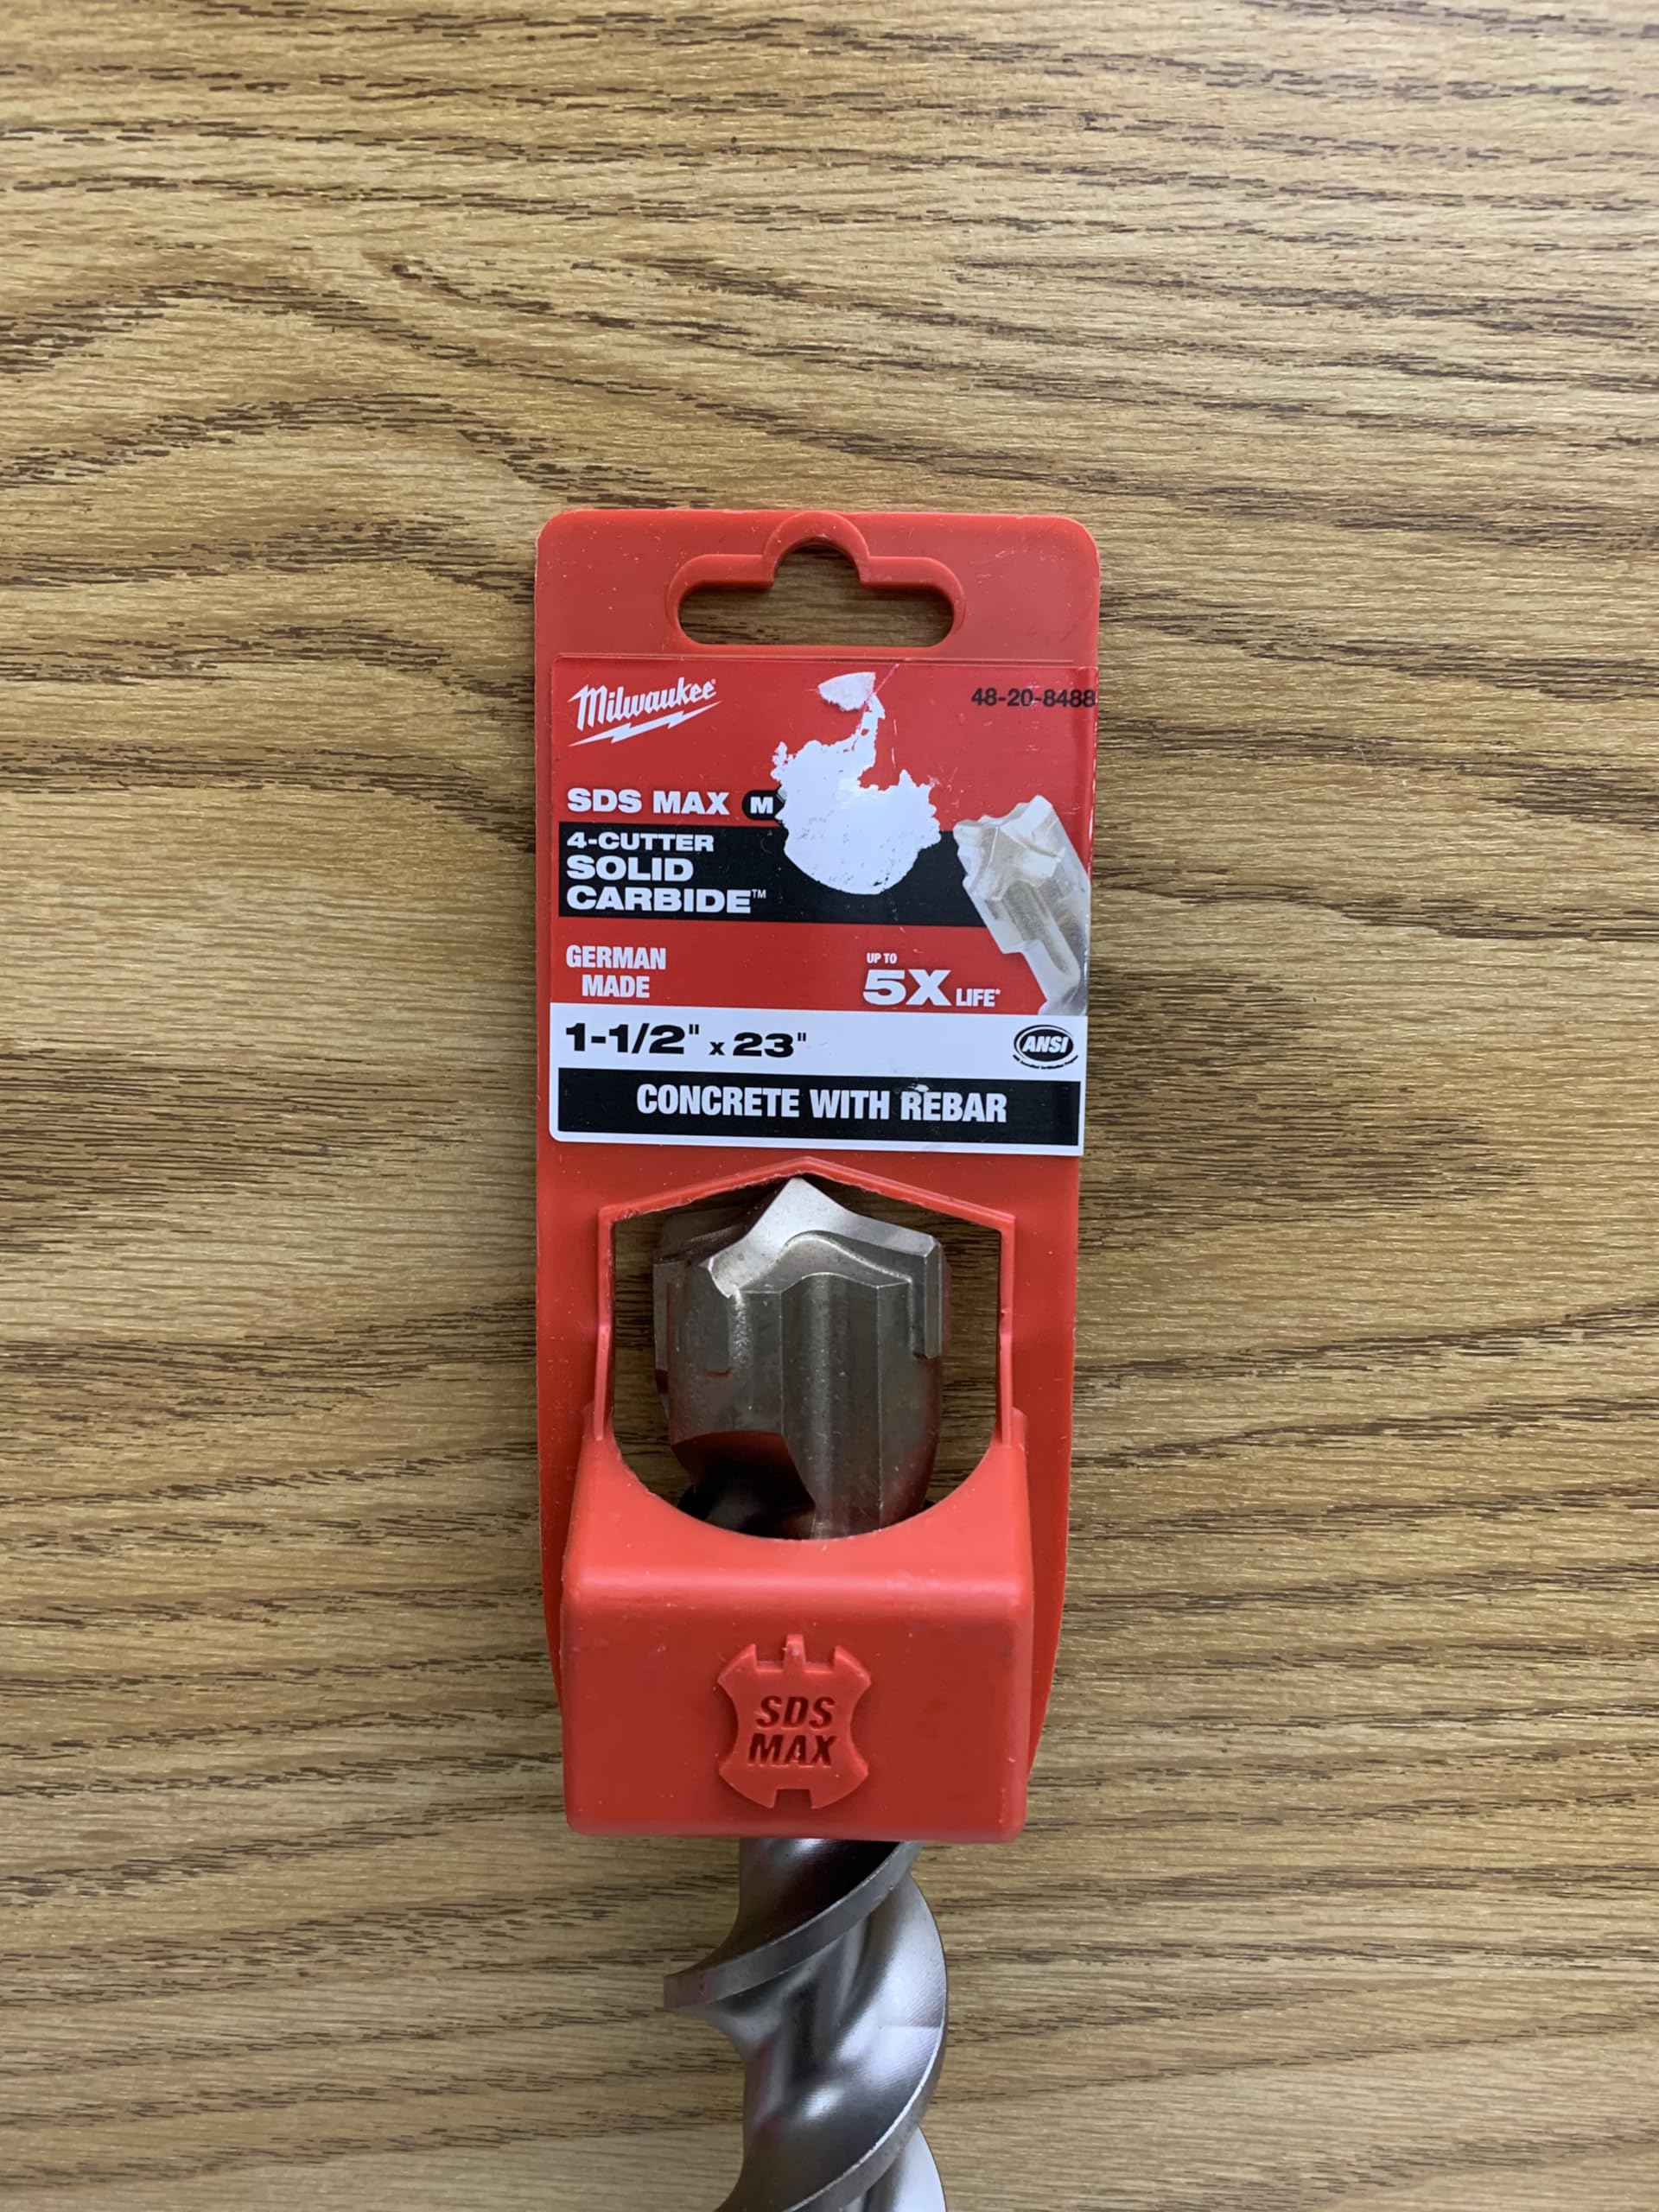 Milwaukee
48-20-8488
SDS MAX M
4-CUTTER
SOLID
CARBIDE™
GERMAN
MADE
UP TO
5X LIFE*
1-1/2" x 23"
ANSI
CONCRETE WITH REBAR
SDS
MAX